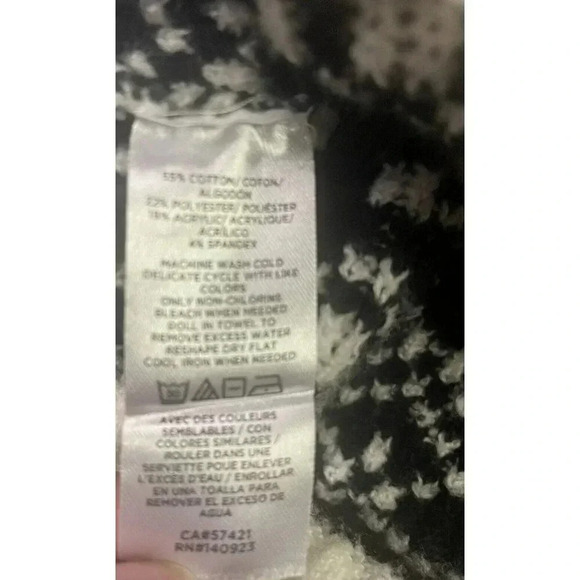 55% COTTON/COTON/
ALGODÓN
22% POLYESTER/POLIÉSTER
19% ACRYLIC/ACRYLIQUE/
ACRÍLICO
4% SPANDEX
MACHINE WASH COLD
DELICATE CYCLE WITH LIKE
COLORS
ONLY NON-CHLORINE
BLEACH WHEN NEEDED
ROLL IN TOWEL TO
REMOVE EXCESS WATER
RESHAPE DRY FLAT
COOL IRON WHEN NEEDED
30
AVEC DES COULEURS
SEMBLABLES / CON
COLORES SIMILARES /
ROULER DANS UNE
SERVIETTE POUR ENLEVER
L'EXCÈS D'EAU / ENROLLAR
EN UNA TOALLA PARA
REMOVER EL EXCESO DE
AGUA
CA#57421
RN#140923